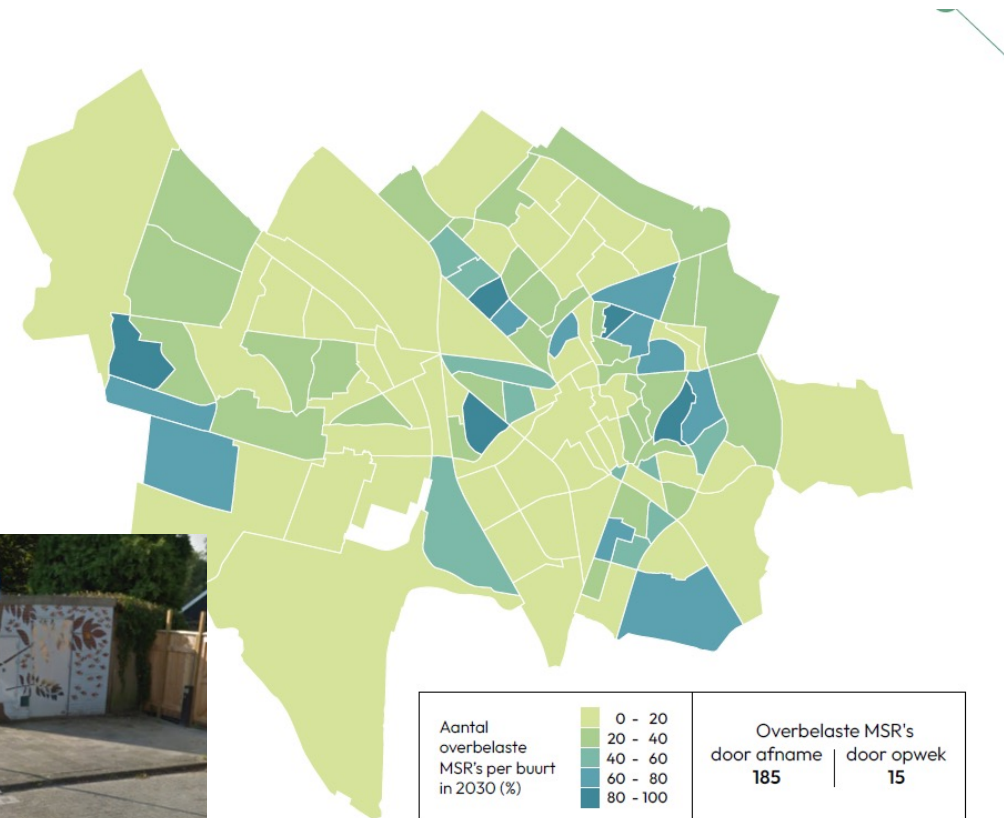 Aantal
overbelaste
MSR's per buurt
in 2030 (%)
0 - 20
20 - 40
40 - 60
60 - 80
80 - 100
Overbelaste MSR's
door afname | door opwek
185 | 15